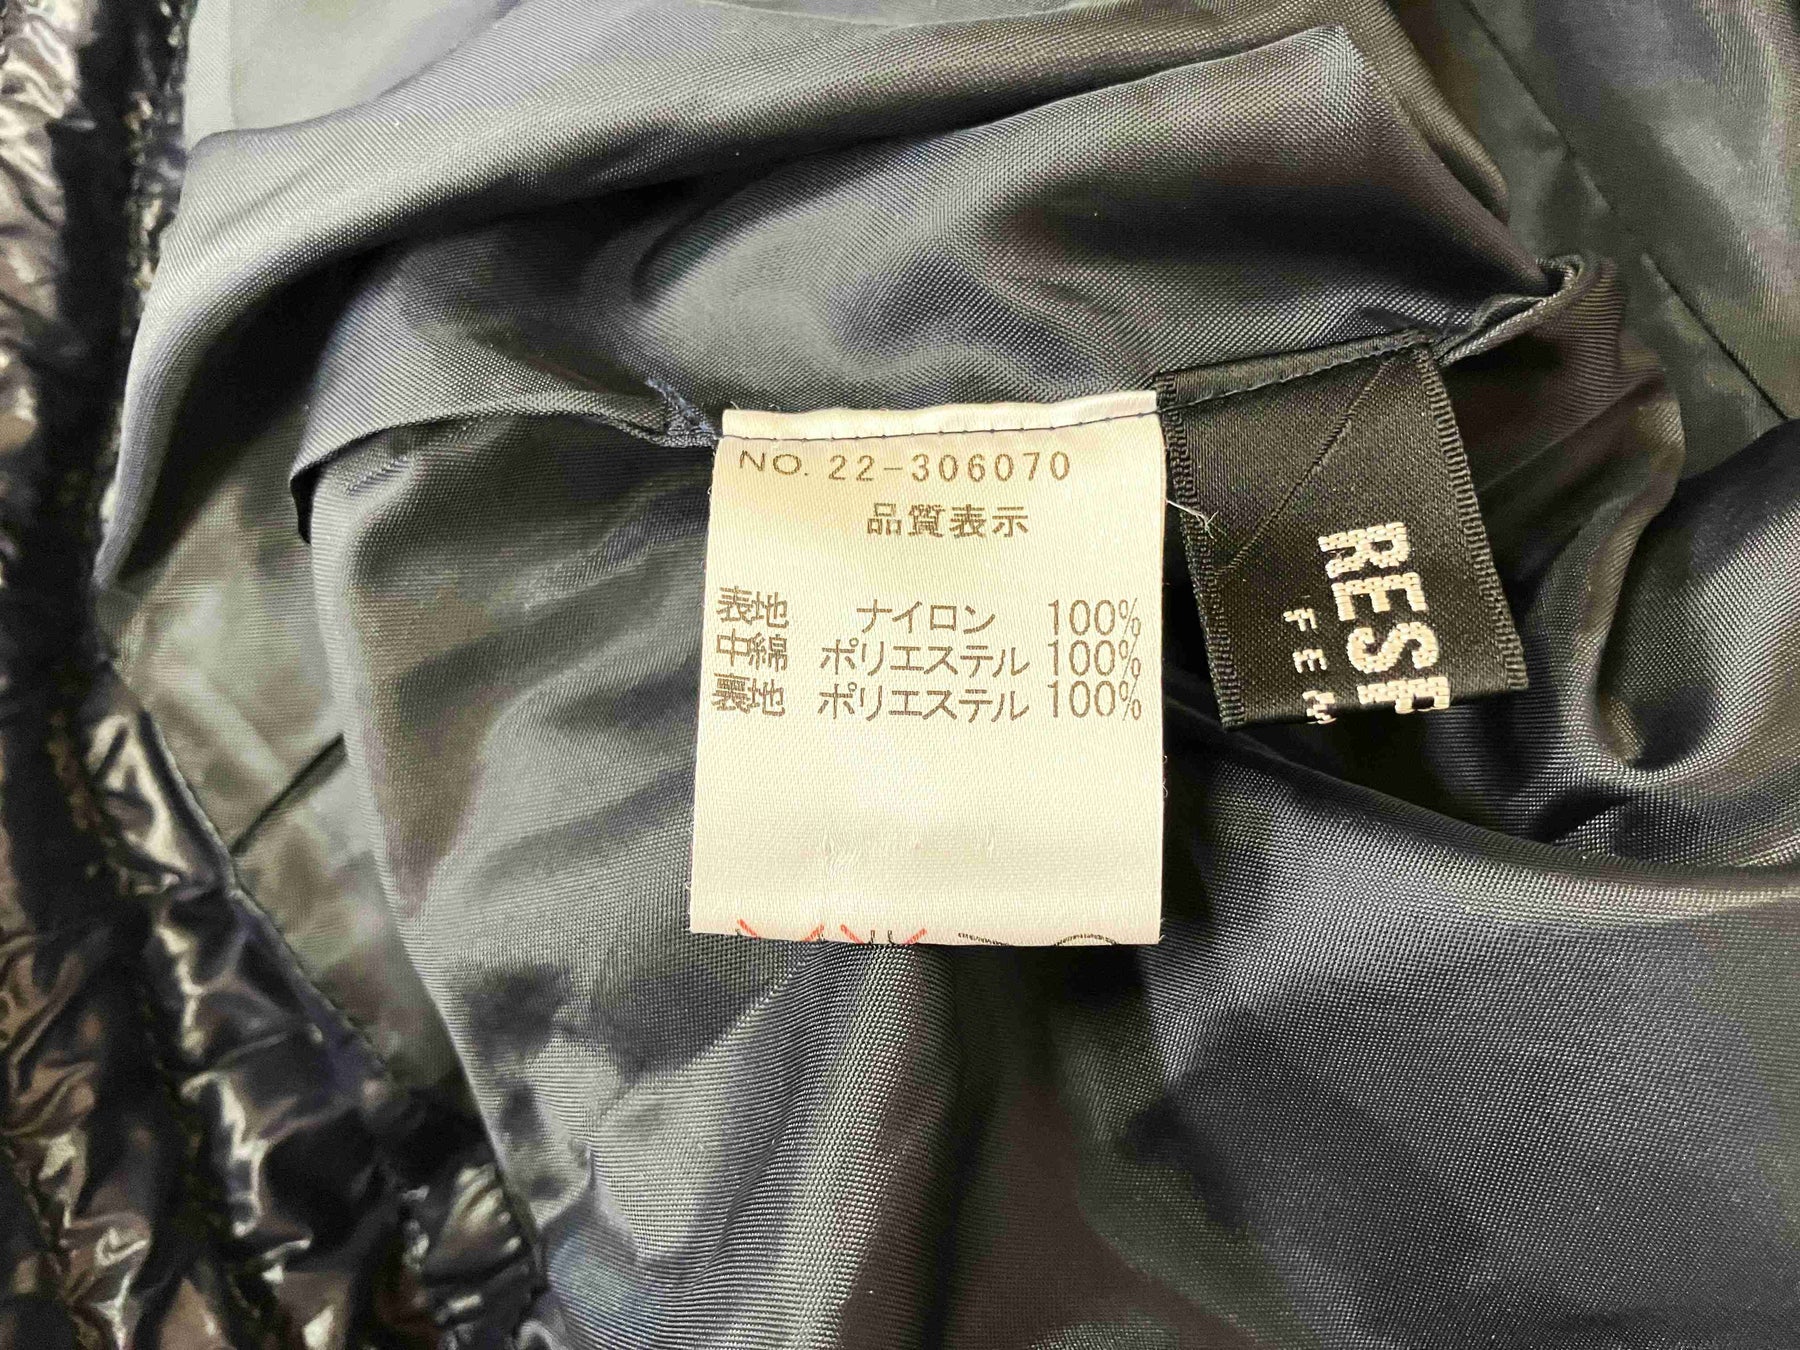 NO. 22-306070
品質表示
表地 ナイロン 100%
中綿 ポリエステル 100%
裏地 ポリエステル 100%
RESE
FEM